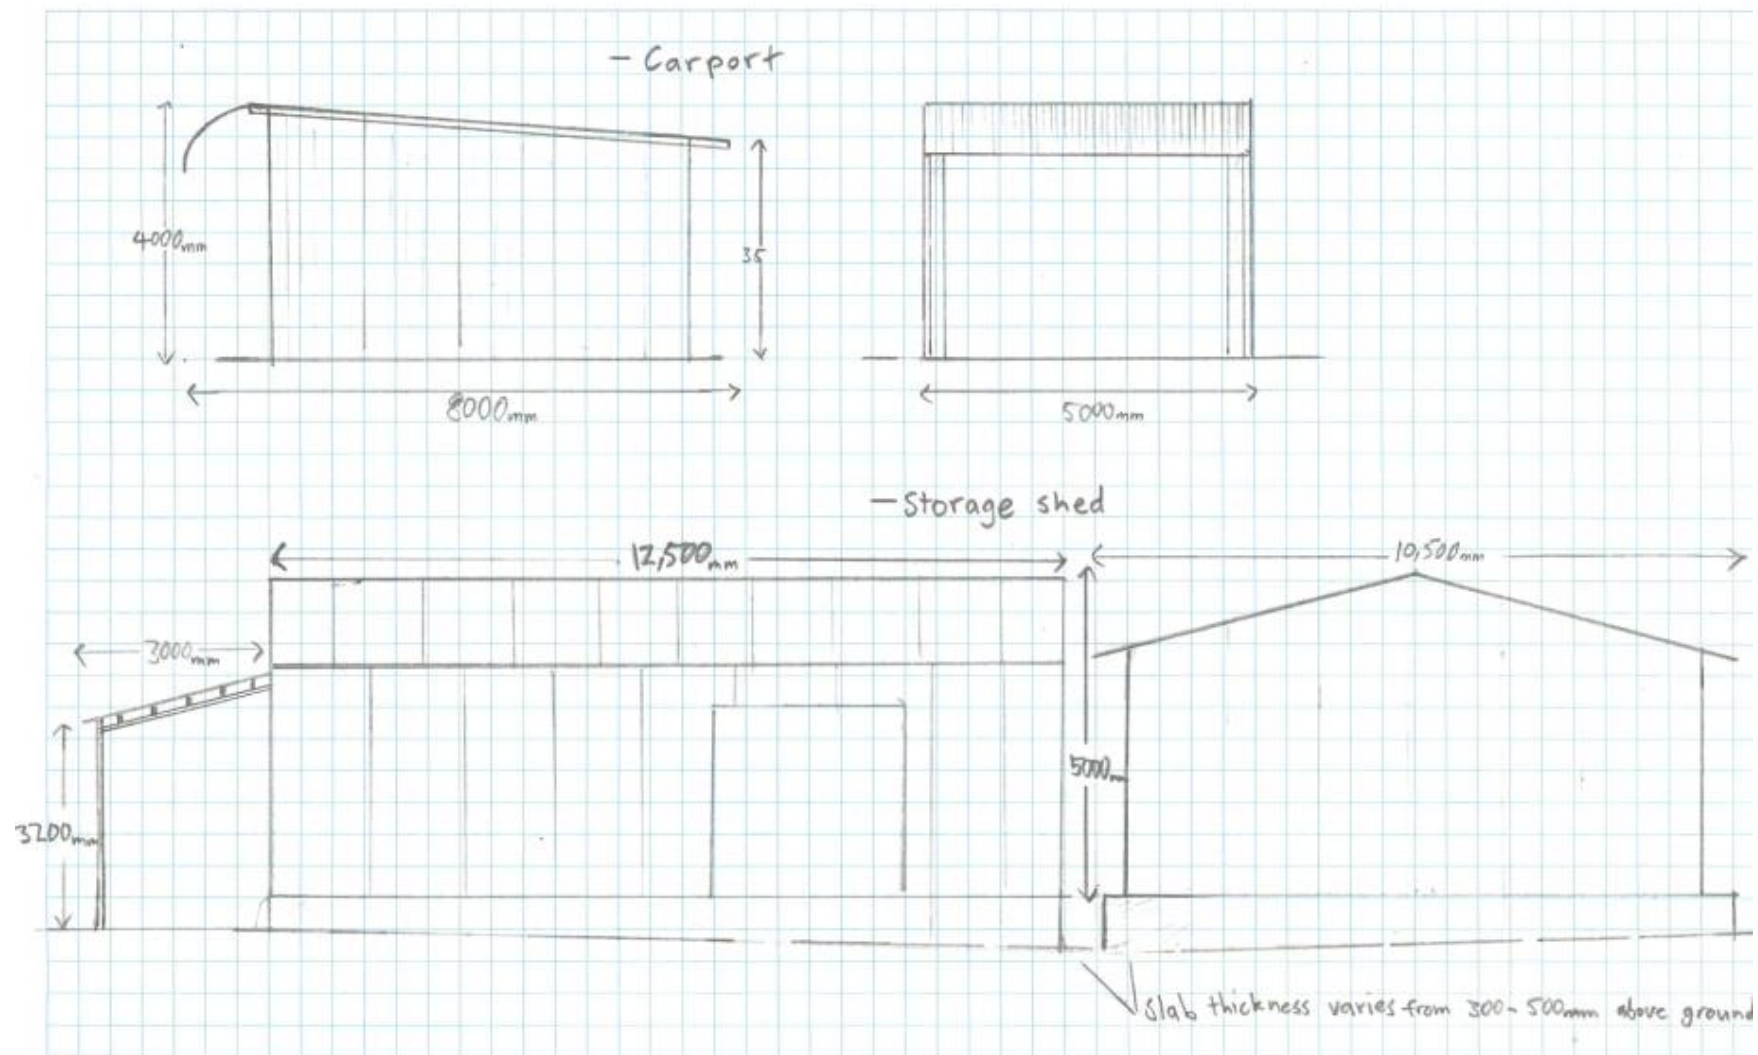 - Carport
4000mm
35
8000mm
5000mm
- Storage shed
12,500mm
10,500mm
3000mm
5000m
3200mm
Slab thickness varies from 300 - 500mm above ground